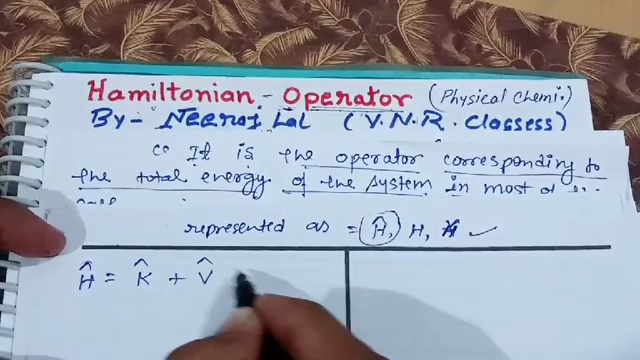 Hamiltonian - Operator (Physical Chemi.)
By- Neeraj Lal (V.N.R. Classess)
It is the operator corresponding to
the total energy of the system in most of
represented as = Ĥ, H,
Ĥ = K̂ + V̂